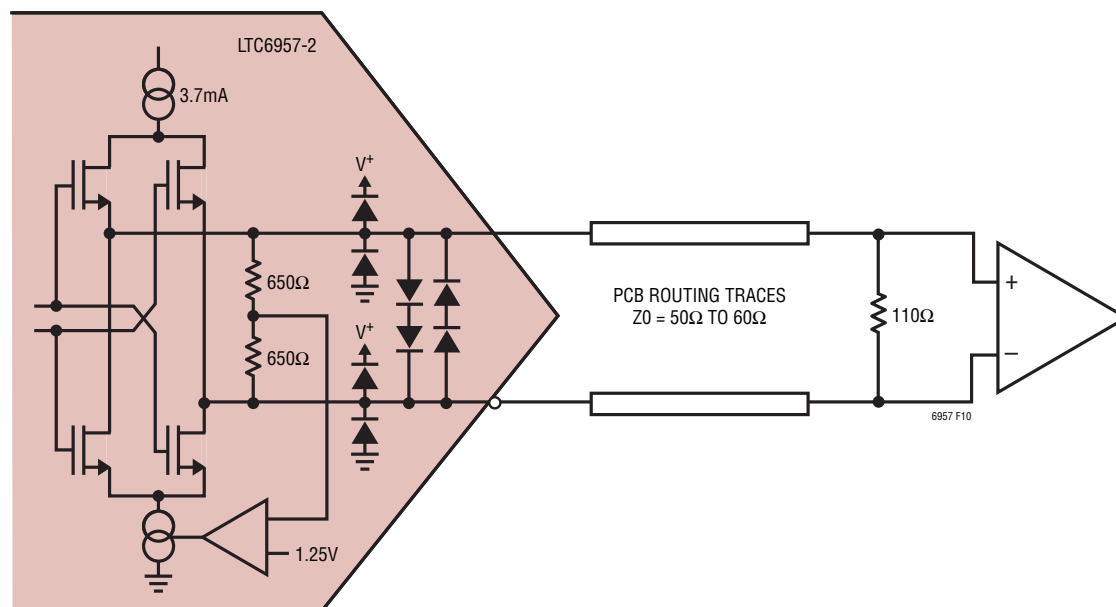 LTC6957-2
3.7mA
V+
650Ω
650Ω
V+
1.25V
PCB ROUTING TRACES
Z0 = 50Ω TO 60Ω
110Ω
+
−
6957 F10